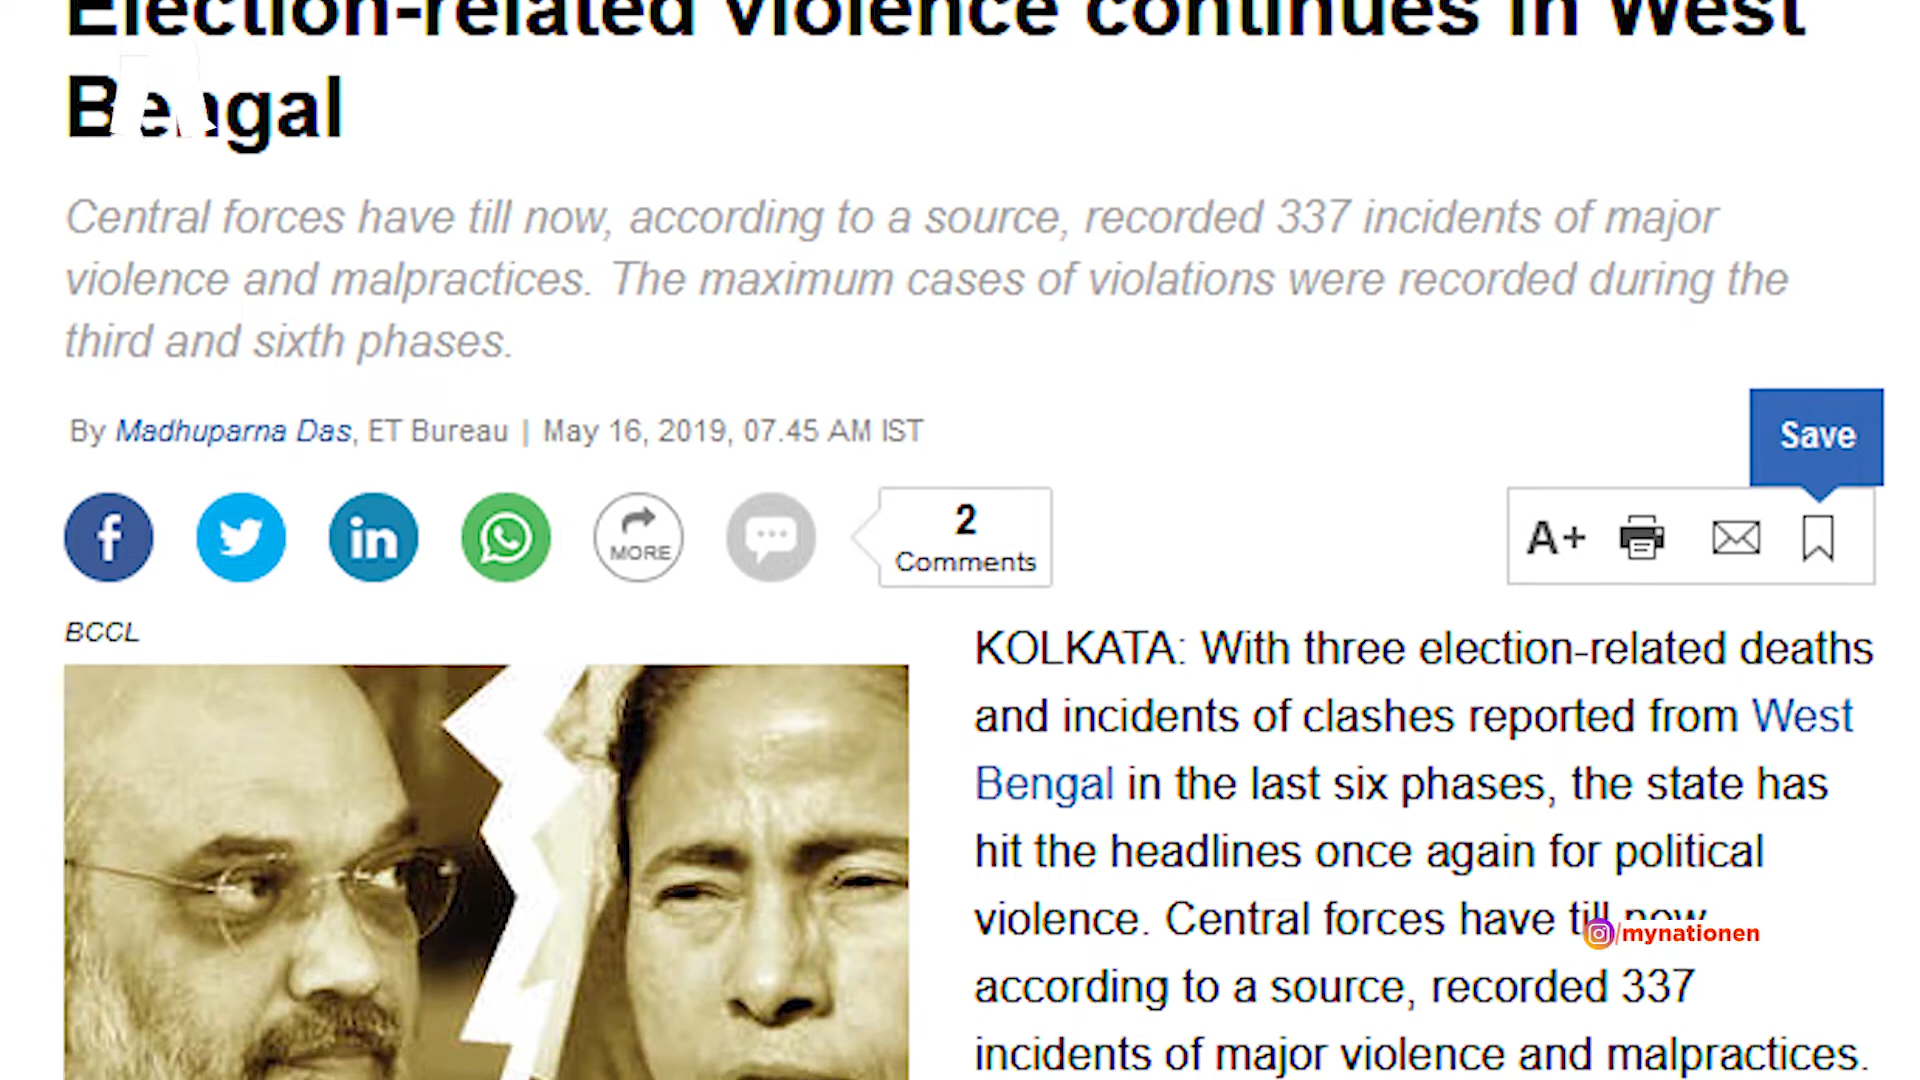 Election-related violence continues in West
Bengal
Central forces have till now, according to a source, recorded 337 incidents of major
violence and malpractices. The maximum cases of violations were recorded during the
third and sixth phases.
By Madhuparna Das, ET Bureau | May 16, 2019, 07.45 AM IST
Save
f in MORE 2
Comments
A+
BCCL
KOLKATA: With three election-related deaths
and incidents of clashes reported from West
Bengal in the last six phases, the state has
hit the headlines once again for political
violence. Central forces have till now,
/mynationen
according to a source, recorded 337
incidents of major violence and malpractices.